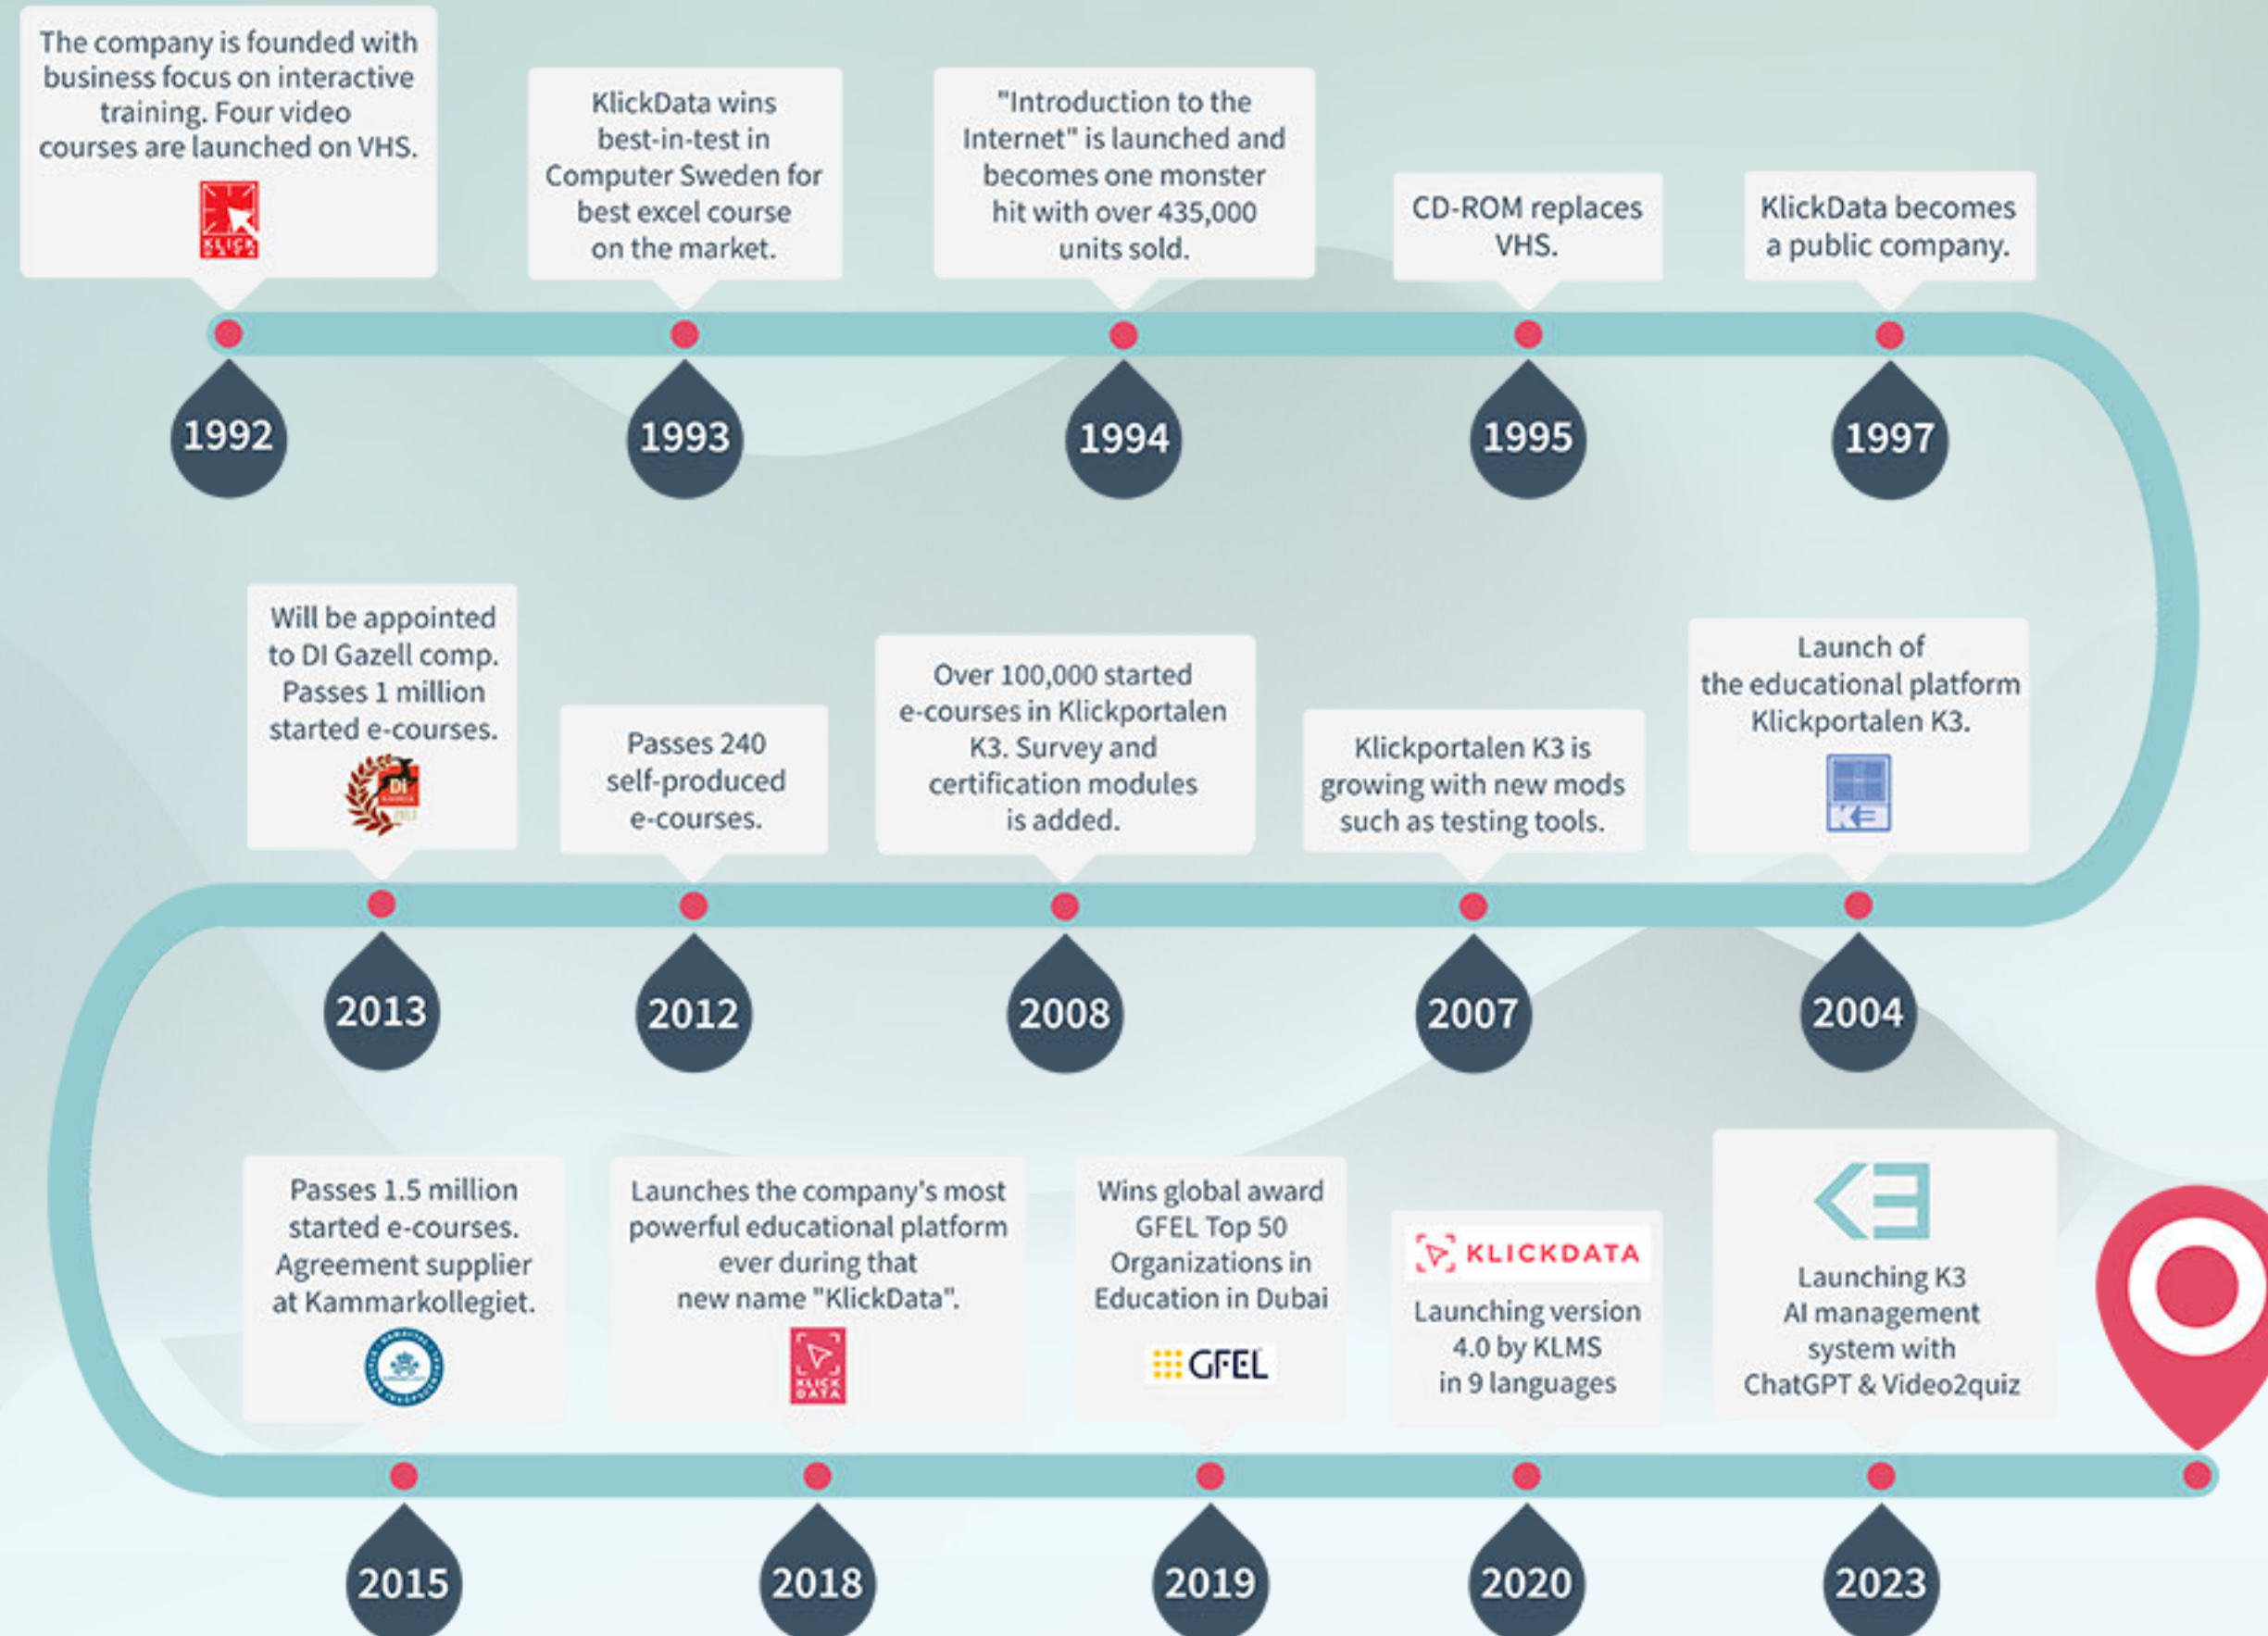 The company is founded with
business focus on interactive
training. Four video
courses are launched on VHS.
KLICK
DATA
1992
KlickData wins
best-in-test in
Computer Sweden for
best excel course
on the market.
1993
"Introduction to the
Internet" is launched and
becomes one monster
hit with over 435,000
units sold.
1994
CD-ROM replaces
VHS.
1995
KlickData becomes
a public company.
1997
Launch of
the educational platform
Klickportalen K3.
K3
2004
Klickportalen K3 is
growing with new mods
such as testing tools.
2007
Over 100,000 started
e-courses in Klickportalen
K3. Survey and
certification modules
is added.
2008
Passes 240
self-produced
e-courses.
2012
Will be appointed
to DI Gazell comp.
Passes 1 million
started e-courses.
Di
2013
Passes 1.5 million
started e-courses.
Agreement supplier
at Kammarkollegiet.
2015
Launches the company's most
powerful educational platform
ever during that
new name "KlickData".
KLICK
DATA
2018
Wins global award
GFEL Top 50
Organizations in
Education in Dubai
GFEL
2019
KLICKDATA
Launching version
4.0 by KLMS
in 9 languages
2020
K3
Launching K3
AI management
system with
ChatGPT & Video2quiz
2023